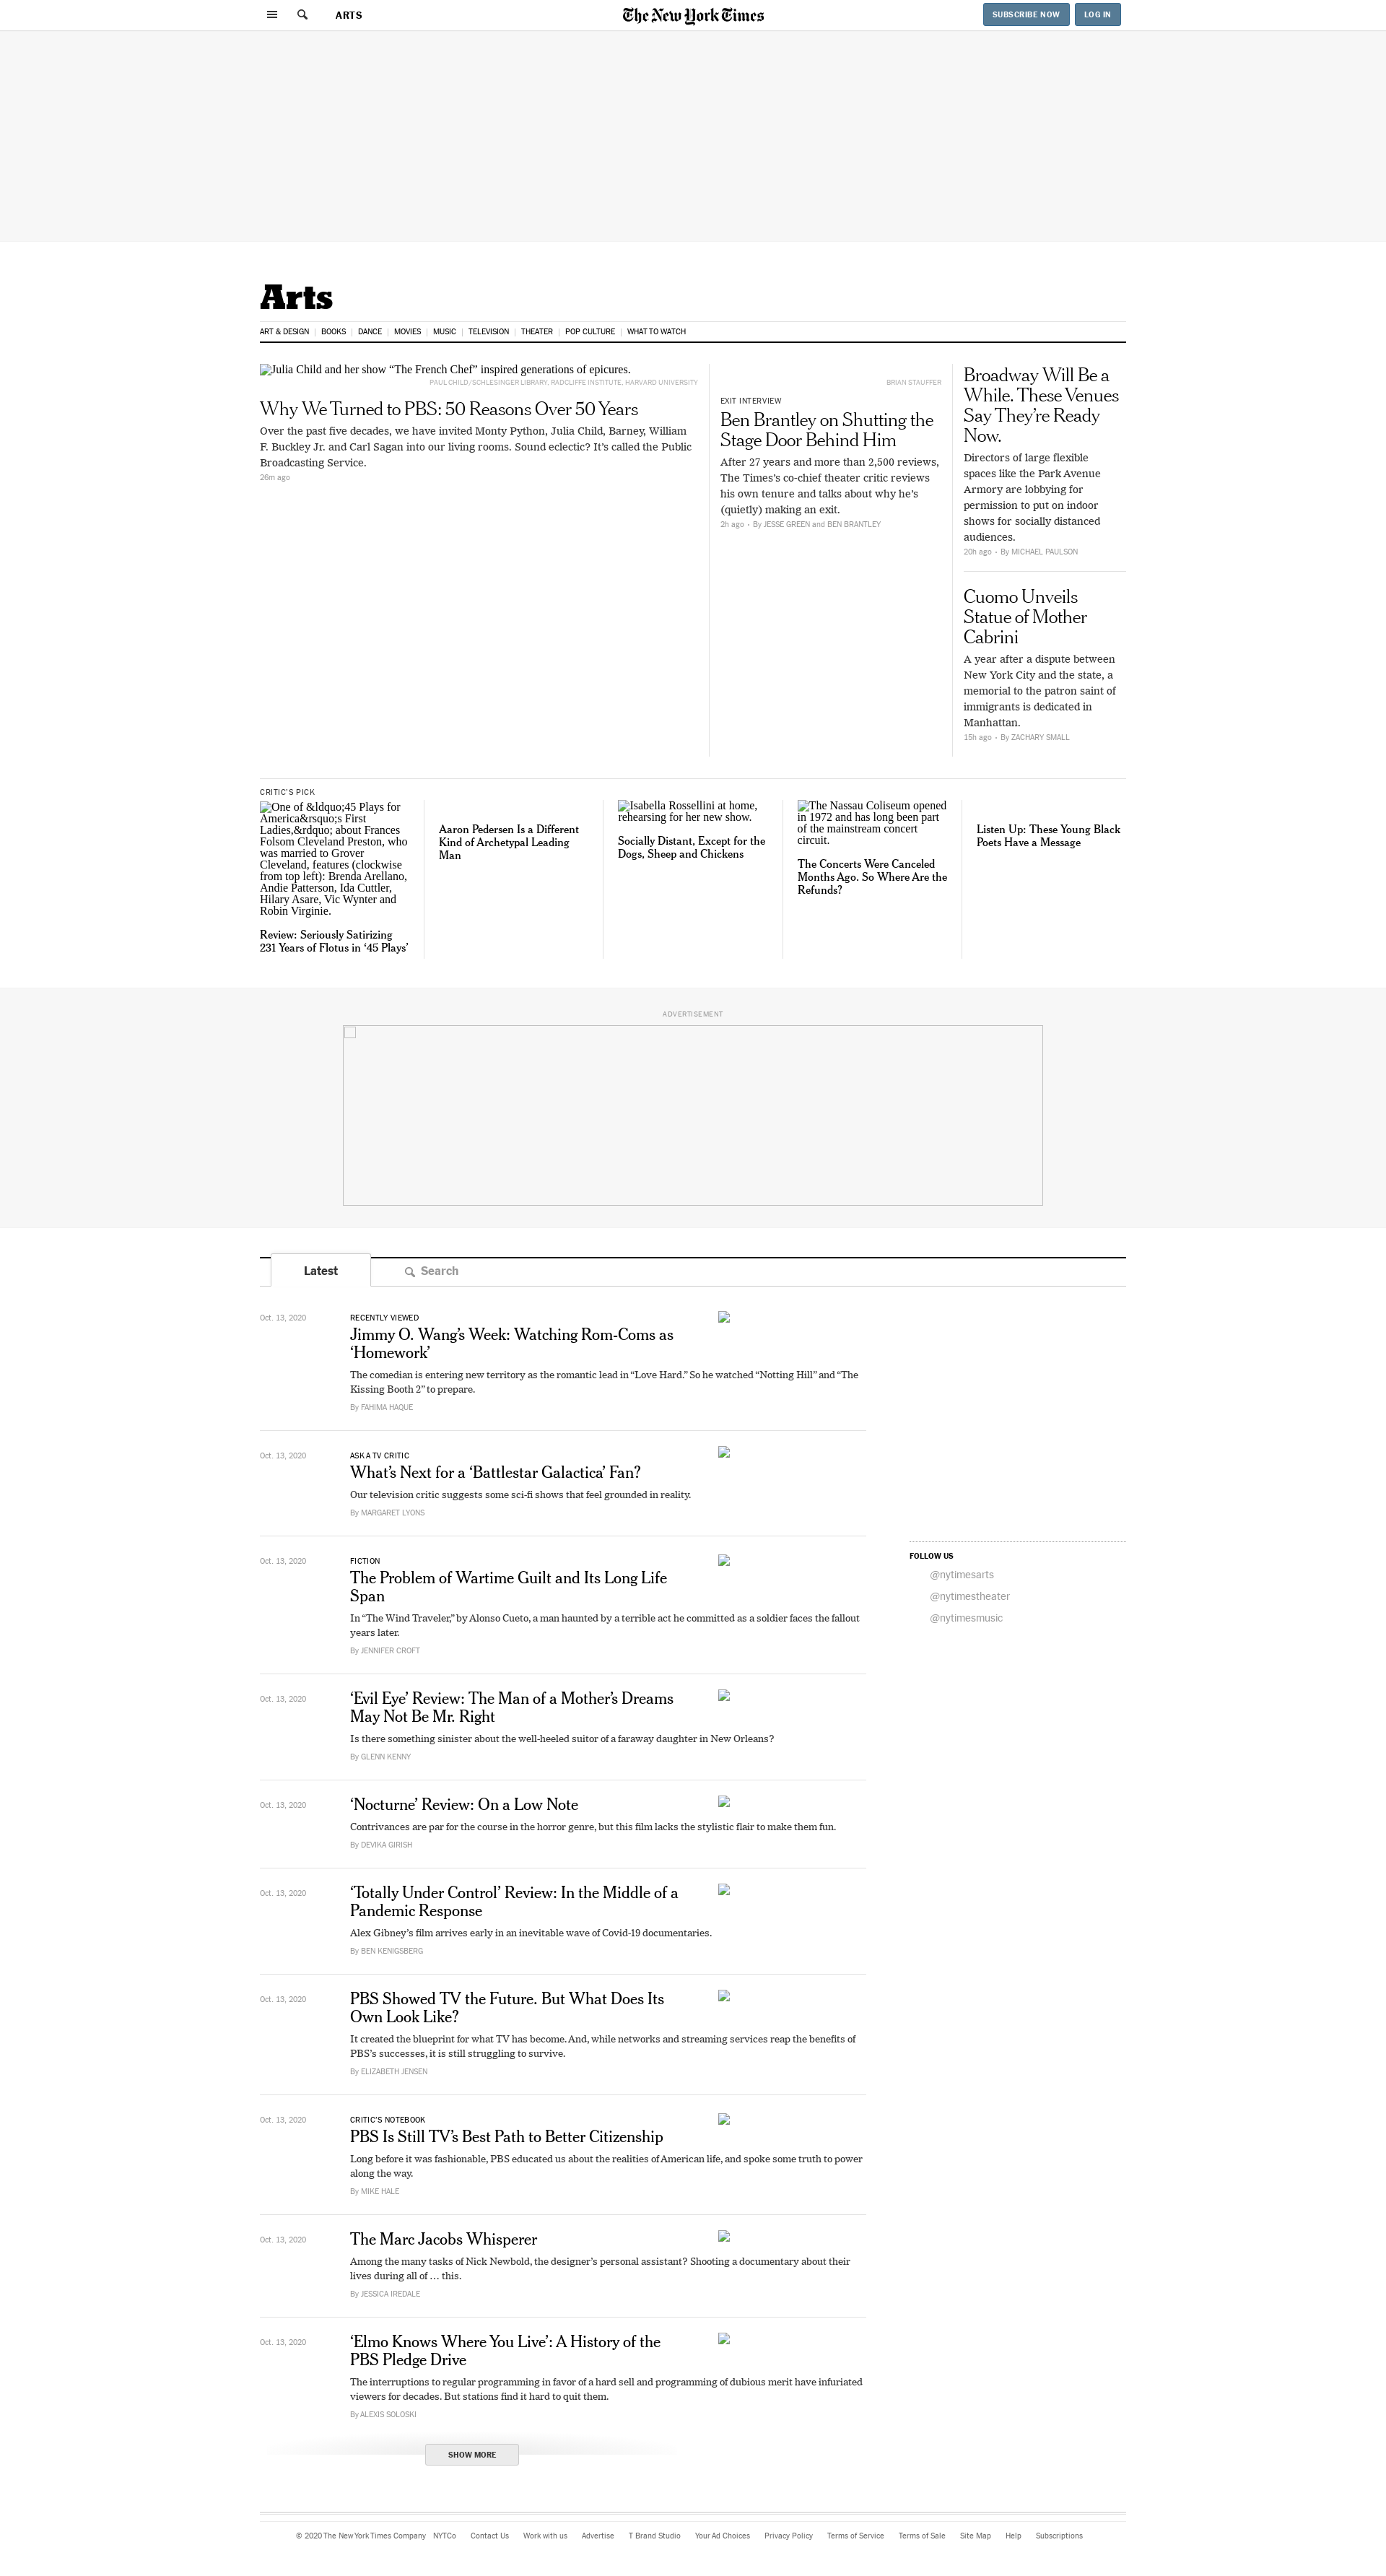 ARTS
The New York Times
SUBSCRIBE NOW
LOG IN
Arts
ART & DESIGN
BOOKS
DANCE
MOVIES
MUSIC
TELEVISION
THEATER
POP CULTURE
WHAT TO WATCH
Julia Child and her show “The French Chef” inspired generations of epicures.
PAUL CHILD/SCHLESINGER LIBRARY, RADCLIFFE INSTITUTE, HARVARD UNIVERSITY
Why We Turned to PBS: 50 Reasons Over 50 Years
Over the past five decades, we have invited Monty Python, Julia Child, Barney, William
F. Buckley Jr. and Carl Sagan into our living rooms. Sound eclectic? It’s called the Public
Broadcasting Service.
26m ago
BRIAN STAUFFER
EXIT INTERVIEW
Ben Brantley on Shutting the
Stage Door Behind Him
After 27 years and more than 2,500 reviews,
The Times’s co-chief theater critic reviews
his own tenure and talks about why he’s
(quietly) making an exit.
2h ago • By JESSE GREEN and BEN BRANTLEY
Broadway Will Be a
While. These Venues
Say They’re Ready
Now.
Directors of large flexible
spaces like the Park Avenue
Armory are lobbying for
permission to put on indoor
shows for socially distanced
audiences.
20h ago • By MICHAEL PAULSON
Cuomo Unveils
Statue of Mother
Cabrini
A year after a dispute between
New York City and the state, a
memorial to the patron saint of
immigrants is dedicated in
Manhattan.
15h ago • By ZACHARY SMALL
CRITIC’S PICK
One of &ldquo;45 Plays for
America&rsquo;s First
Ladies,&rdquo; about Frances
Folsom Cleveland Preston, who
was married to Grover
Cleveland, features (clockwise
from top left): Brenda Arellano,
Andie Patterson, Ida Cuttler,
Hilary Asare, Vic Wynter and
Robin Virginie.
Review: Seriously Satirizing
231 Years of Flotus in ‘45 Plays’
Aaron Pedersen Is a Different
Kind of Archetypal Leading
Man
Isabella Rossellini at home,
rehearsing for her new show.
Socially Distant, Except for the
Dogs, Sheep and Chickens
The Nassau Coliseum opened
in 1972 and has long been part
of the mainstream concert
circuit.
The Concerts Were Canceled
Months Ago. So Where Are the
Refunds?
Listen Up: These Young Black
Poets Have a Message
ADVERTISEMENT
Latest
Search
Oct. 13, 2020
RECENTLY VIEWED
Jimmy O. Wang’s Week: Watching Rom-Coms as
‘Homework’
The comedian is entering new territory as the romantic lead in “Love Hard.” So he watched “Notting Hill” and “The
Kissing Booth 2” to prepare.
By FAHIMA HAQUE
Oct. 13, 2020
ASK A TV CRITIC
What’s Next for a ‘Battlestar Galactica’ Fan?
Our television critic suggests some sci-fi shows that feel grounded in reality.
By MARGARET LYONS
Oct. 13, 2020
FICTION
The Problem of Wartime Guilt and Its Long Life
Span
In “The Wind Traveler,” by Alonso Cueto, a man haunted by a terrible act he committed as a soldier faces the fallout
years later.
By JENNIFER CROFT
Oct. 13, 2020
‘Evil Eye’ Review: The Man of a Mother’s Dreams
May Not Be Mr. Right
Is there something sinister about the well-heeled suitor of a faraway daughter in New Orleans?
By GLENN KENNY
Oct. 13, 2020
‘Nocturne’ Review: On a Low Note
Contrivances are par for the course in the horror genre, but this film lacks the stylistic flair to make them fun.
By DEVIKA GIRISH
Oct. 13, 2020
‘Totally Under Control’ Review: In the Middle of a
Pandemic Response
Alex Gibney’s film arrives early in an inevitable wave of Covid-19 documentaries.
By BEN KENIGSBERG
Oct. 13, 2020
PBS Showed TV the Future. But What Does Its
Own Look Like?
It created the blueprint for what TV has become. And, while networks and streaming services reap the benefits of
PBS’s successes, it is still struggling to survive.
By ELIZABETH JENSEN
Oct. 13, 2020
CRITIC’S NOTEBOOK
PBS Is Still TV’s Best Path to Better Citizenship
Long before it was fashionable, PBS educated us about the realities of American life, and spoke some truth to power
along the way.
By MIKE HALE
Oct. 13, 2020
The Marc Jacobs Whisperer
Among the many tasks of Nick Newbold, the designer’s personal assistant? Shooting a documentary about their
lives during all of … this.
By JESSICA IREDALE
Oct. 13, 2020
‘Elmo Knows Where You Live’: A History of the
PBS Pledge Drive
The interruptions to regular programming in favor of a hard sell and programming of dubious merit have infuriated
viewers for decades. But stations find it hard to quit them.
By ALEXIS SOLOSKI
SHOW MORE
FOLLOW US
@nytimesarts
@nytimestheater
@nytimesmusic
© 2020 The New York Times Company
NYTCo
Contact Us
Work with us
Advertise
T Brand Studio
Your Ad Choices
Privacy Policy
Terms of Service
Terms of Sale
Site Map
Help
Subscriptions